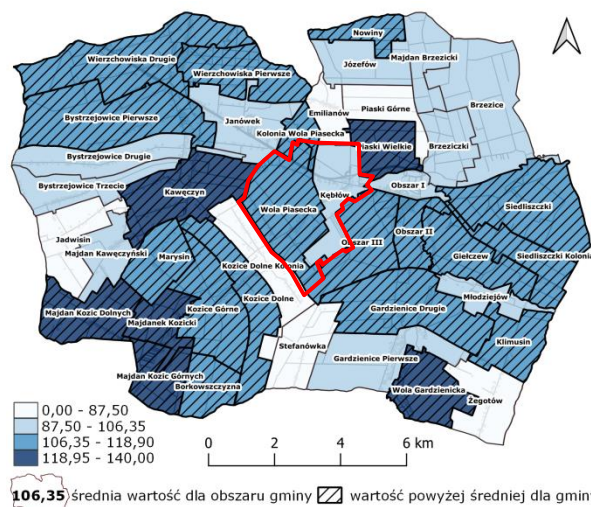 Nowiny
Wierzchowiska Drugie
Józefów
Majdan Brzezicki
Wierzchowiska Pierwsze
Bystrzejowice Pierwsze
Emilianów
Piaski Górne
Brzezice
Janówek
Kolonia Wola Piasecka
Piaski Wielkie
Brzeziczki
Bystrzejowice Drugie
Bystrzejowice Trzecie
Kawęczyn
Kębłów
Obszar I
Wola Piasecka
Siedliszczki
Jadwisin
Majdan Kawęczyński
Obszar II
Obszar III
Marysin
Kozice Dolne Kolonia
Giełczew
Siedliszczki Kolonia
Kozice Dolne
Młodziejów
Majdan Kozic Dolnych
Kozice Górne
Gardzienice Drugie
Majdanek Kozicki
Klimusin
Stefanówka
Gardzienice Pierwsze
Majdan Kozic Górnych
Borkowszczyzna
Wola Gardzienicka
Żegotów
0,00 - 87,50
87,50 - 106,35
106,35 - 118,90
118,95 - 140,00
0 2 4 6 km
106,35 średnia wartość dla obszaru gminy
wartość powyżej średniej dla gminy